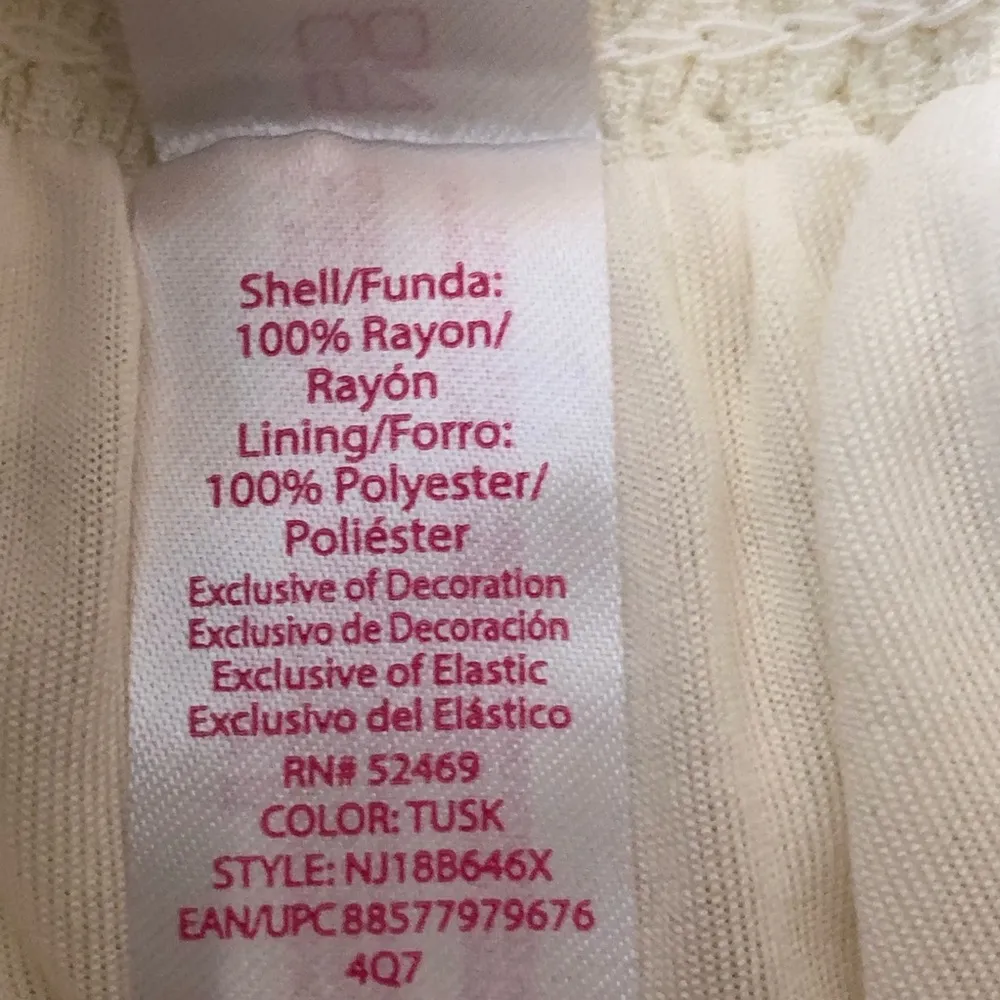 Shell/Funda:
100% Rayon/
Rayón
Lining/Forro:
100% Polyester/
Poliéster
Exclusive of Decoration
Exclusivo de Decoración
Exclusive of Elastic
Exclusivo del Elástico
RN# 52469
COLOR: TUSK
STYLE: NJ18B646X
EAN/UPC 88577979676
4Q7